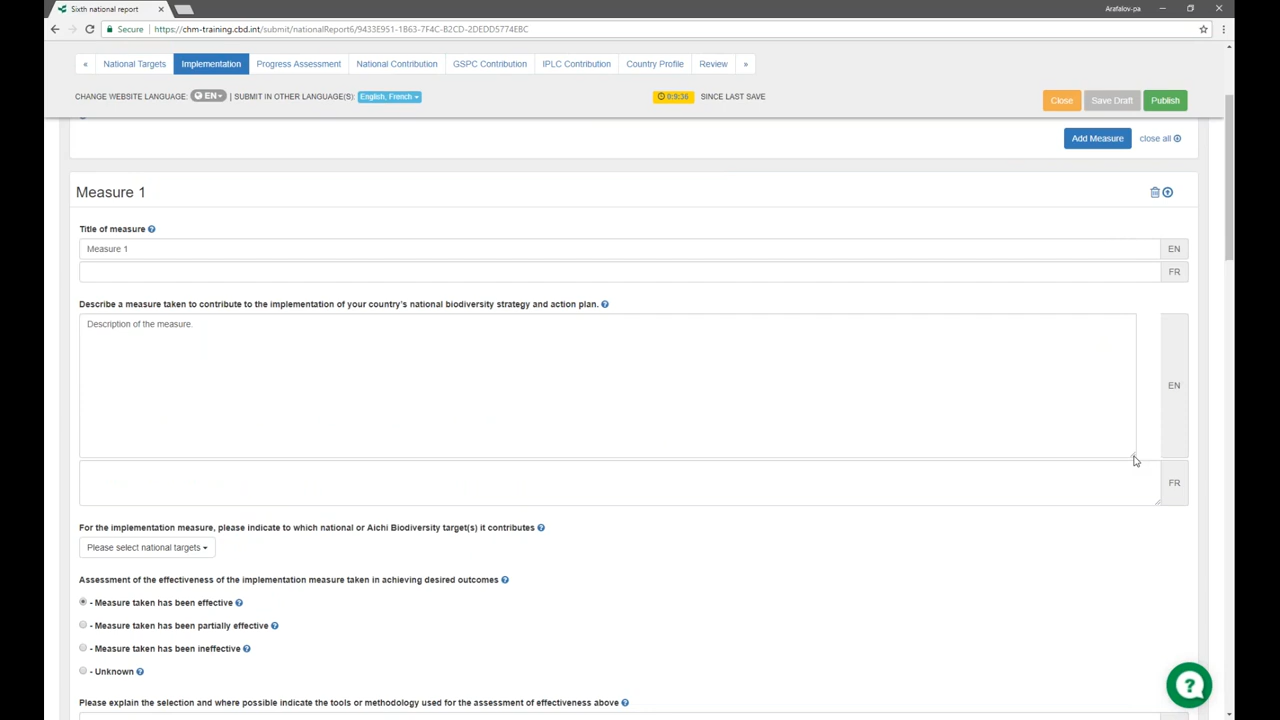 Sixth national report
Arafalov-pa
Secure https://chm-training.cbd.int/submit/nationalReport6/9433E951-1B63-7F4C-B2CD-2DEDD5774EBC
« National Targets Implementation Progress Assessment National Contribution GSPC Contribution IPLC Contribution Country Profile Review »
CHANGE WEBSITE LANGUAGE: EN | SUBMIT IN OTHER LANGUAGE(S): English, French 0:9:36 SINCE LAST SAVE
Close Save Draft Publish
Add Measure close all
Measure 1
Title of measure
Measure 1 EN
FR
Describe a measure taken to contribute to the implementation of your country's national biodiversity strategy and action plan.
Description of the measure.
EN
FR
For the implementation measure, please indicate to which national or Aichi Biodiversity target(s) it contributes
Please select national targets
Assessment of the effectiveness of the implementation measure taken in achieving desired outcomes
- Measure taken has been effective
- Measure taken has been partially effective
- Measure taken has been ineffective
- Unknown
Please explain the selection and where possible indicate the tools or methodology used for the assessment of effectiveness above